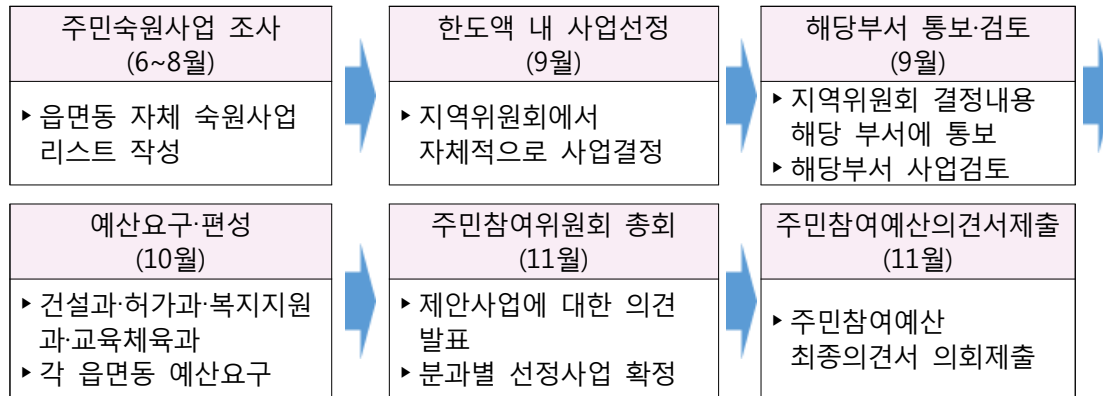 주민숙원사업 조사
(6~8월)
▸읍면동 자체 숙원사업
리스트 작성
한도액 내 사업선정
(9월)
▸지역위원회에서
자체적으로 사업결정
해당부서 통보·검토
(9월)
▸지역위원회 결정내용
해당 부서에 통보
▸해당부서 사업검토
예산요구·편성
(10월)
▸건설과·허가과·복지지원
과·교육체육과
▸각 읍면동 예산요구
주민참여위원회 총회
(11월)
▸제안사업에 대한 의견
발표
▸분과별 선정사업 확정
주민참여예산의견서제출
(11월)
▸주민참여예산
최종의견서 의회제출